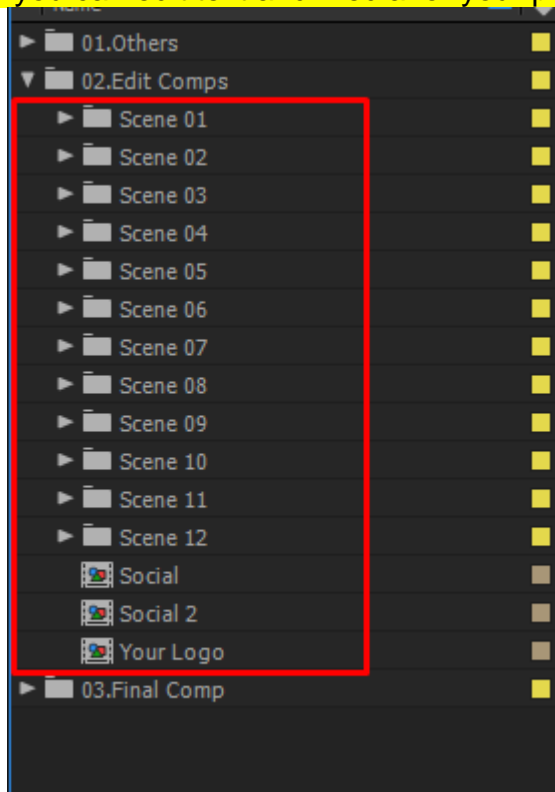 Name
01.Others
02.Edit Comps
Scene 01
Scene 02
Scene 03
Scene 04
Scene 05
Scene 06
Scene 07
Scene 08
Scene 09
Scene 10
Scene 11
Scene 12
Social
Social 2
Your Logo
03.Final Comp